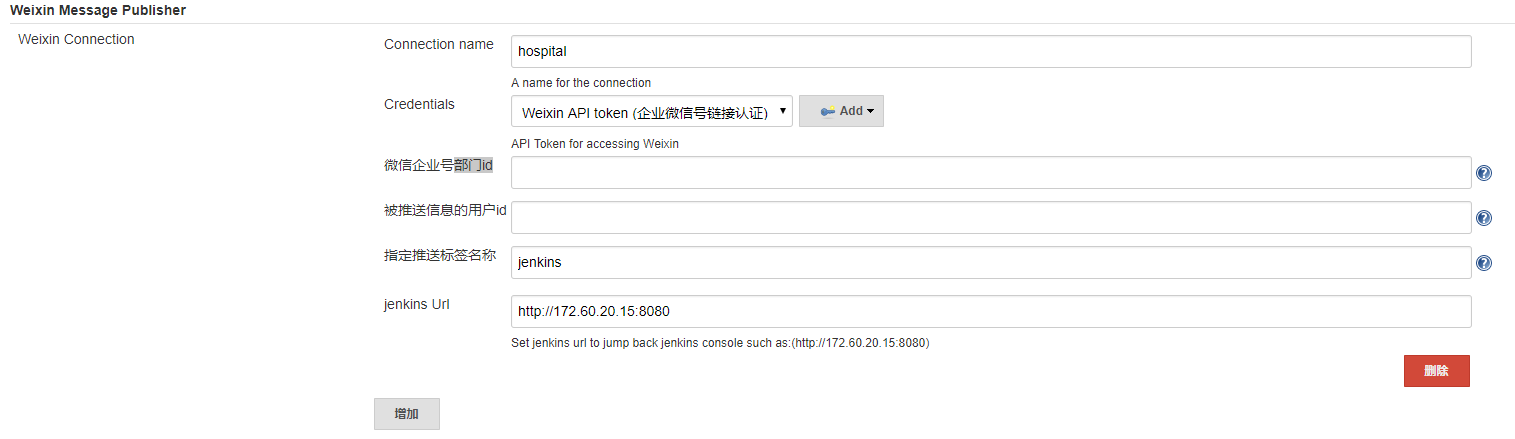 Weixin Message Publisher
Weixin Connection
Connection name
hospital
A name for the connection
Credentials
Weixin API token (企业微信号链接认证)
Add
API Token for accessing Weixin
微信企业号部门id
被推送信息的用户id
指定推送标签名称
jenkins
jenkins Url
http://172.60.20.15:8080
Set jenkins url to jump back jenkins console such as:(http://172.60.20.15:8080)
删除
增加